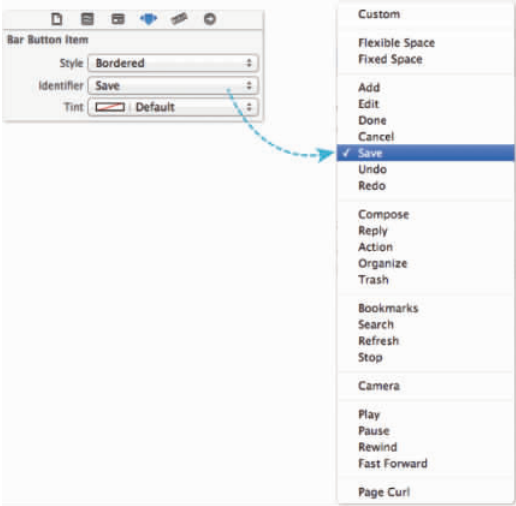 Bar Button Item
Style Bordered
Identifier Save
Tint Default
Custom
Flexible Space
Fixed Space
Add
Edit
Done
Cancel
✓ Save
Undo
Redo
Compose
Reply
Action
Organize
Trash
Bookmarks
Search
Refresh
Stop
Camera
Play
Pause
Rewind
Fast Forward
Page Curl